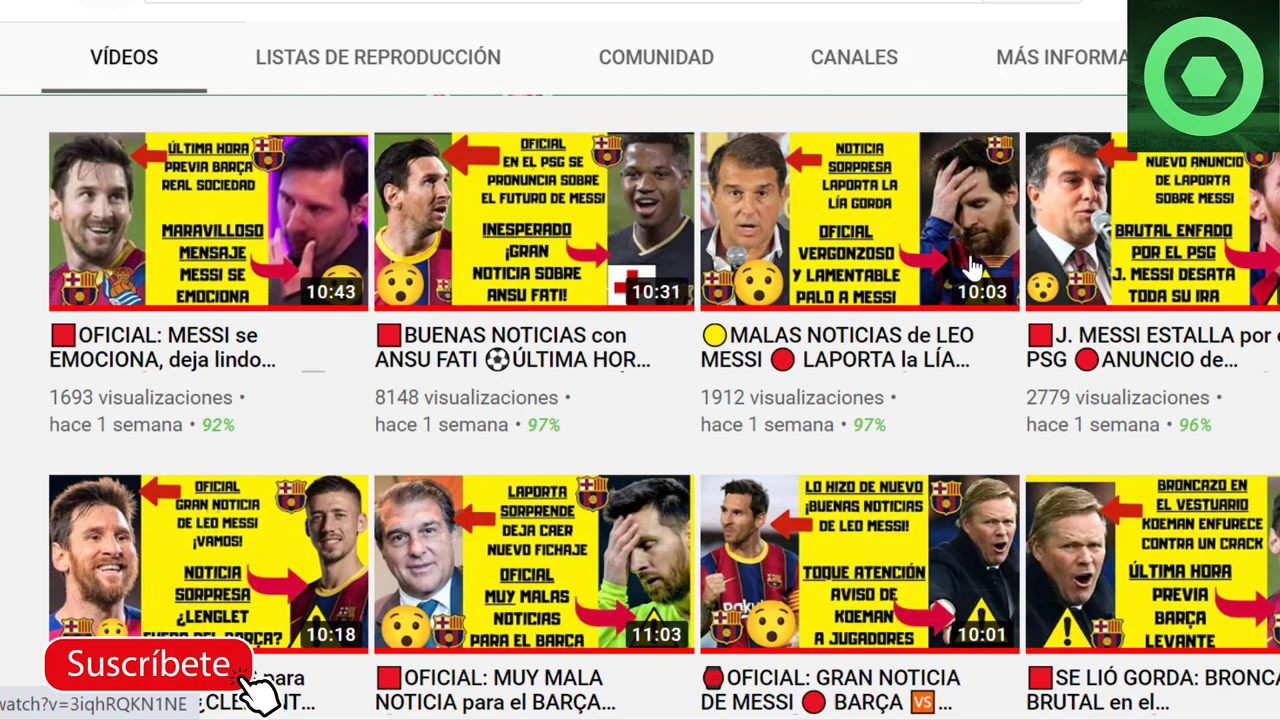 VÍDEOS
LISTAS DE REPRODUCCIÓN
COMUNIDAD
CANALES
MÁS INFORMA
ÚLTIMA HORA
PREVIA BARÇA
REAL SOCIEDAD
MARAVILLOSO
MENSAJE
MESSI SE
EMOCIONA
10:43
OFICIAL
EN EL PSG SE
PRONUNCIA SOBRE
EL FUTURO DE MESSI
INESPERADO
¡GRAN
NOTICIA SOBRE
ANSU FATI!
10:31
NOTICIA
SORPRESA
LAPORTA LA
LÍA GORDA
OFICIAL
VERGONZOSO
Y LAMENTABLE
PALO A MESSI
10:03
NUEVO ANUNCIO
DE LAPORTA
SOBRE MESSI
BRUTAL ENFADO
POR EL PSG
J. MESSI DESATA
TODA SU IRA
🟥OFICIAL: MESSI se
EMOCIONA, deja lindo...
1693 visualizaciones •
hace 1 semana • 92%
🟥BUENAS NOTICIAS con
ANSU FATI ⚽ÚLTIMA HOR...
8148 visualizaciones •
hace 1 semana • 97%
🟡MALAS NOTICIAS de LEO
MESSI 🔴 LAPORTA la LÍA...
1912 visualizaciones •
hace 1 semana • 97%
🟥J. MESSI ESTALLA por
PSG 🔴ANUNCIO de...
2779 visualizaciones •
hace 1 semana • 96%
OFICIAL
GRAN NOTICIA
DE LEO MESSI
¡VAMOS!
NOTICIA
SORPRESA
¿LENGLET
FUERA DEL BARÇA?
10:18
LAPORTA
SORPRENDE
DEJA CAER
NUEVO FICHAJE
OFICIAL
MUY MALAS
NOTICIAS
PARA EL BARÇA
11:03
LO HIZO DE NUEVO
¡BUENAS NOTICIAS
DE LEO MESSI!
TOQUE ATENCIÓN
AVISO DE
KOEMAN
A JUGADORES
10:01
BRONCAZO EN
EL VESTUARIO
KOEMAN ENFURECE
CONTRA UN CRACK
ÚLTIMA HORA
PREVIA
BARÇA
LEVANTE
Suscríbete
para
watch?v=3iqhRQKN1NE
🟥OFICIAL: MUY MALA
NOTICIA para el BARÇA...
OFICIAL: GRAN NOTICIA
DE MESSI 🔴 BARÇA 🆚...
🟥SE LIÓ GORDA: BRONCA
BRUTAL en el...